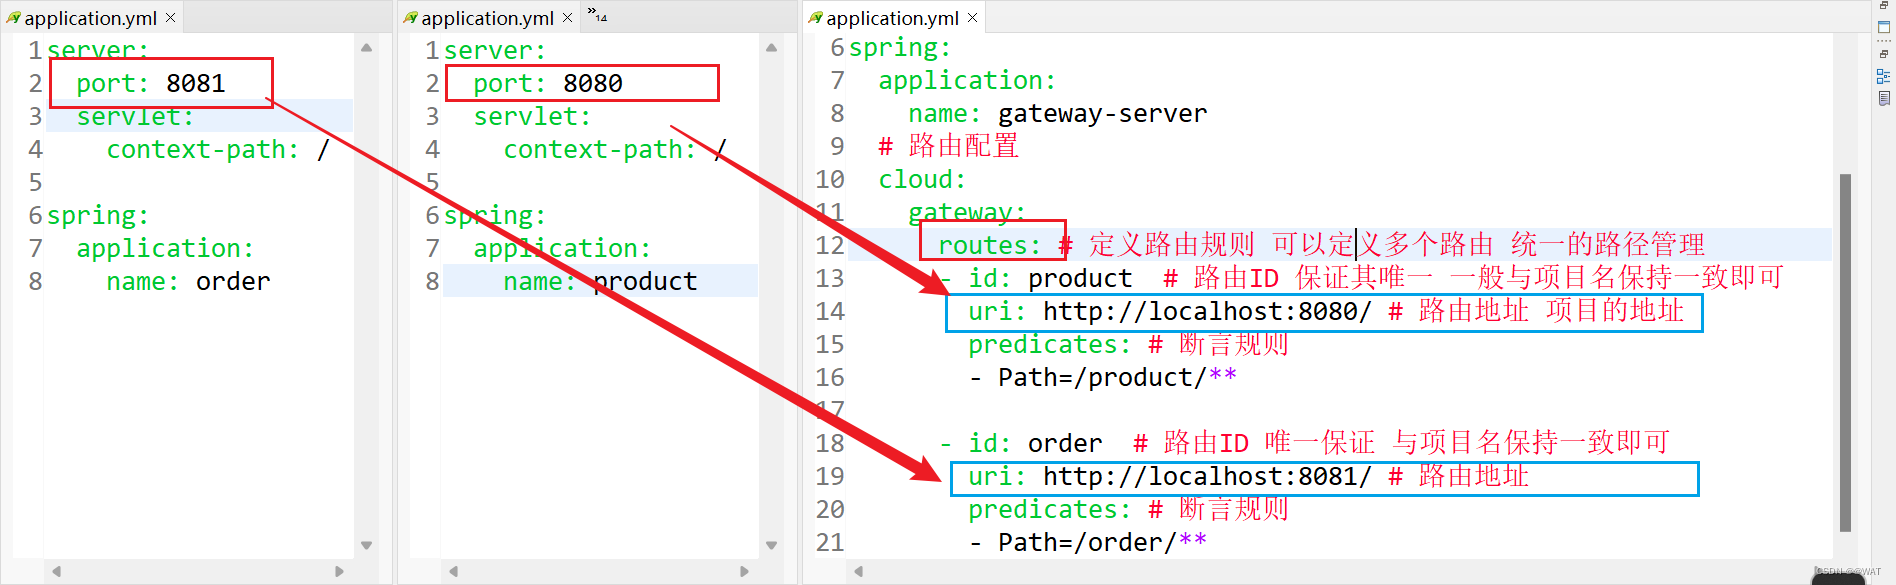 application.yml
1 server:
2 port: 8081
3 servlet:
4 context-path: /
5
6 spring:
7 application:
8 name: order
application.yml
14
1 server:
2 port: 8080
3 servlet:
4 context-path: /
5
6 spring:
7 application:
8 name: product
application.yml
6 spring:
7 application:
8 name: gateway-server
9 # 路由配置
10 cloud:
11 gateway:
12 routes: # 定义路由规则 可以定义多个路由 统一的路径管理
13 - id: product # 路由ID 保证其唯一 一般与项目名保持一致即可
14 uri: http://localhost:8080/ # 路由地址 项目的地址
15 predicates: # 断言规则
16 - Path=/product/**
17
18 - id: order # 路由ID 唯一保证 与项目名保持一致即可
19 uri: http://localhost:8081/ # 路由地址
20 predicates: # 断言规则
21 - Path=/order/**
CSDN @@WAT